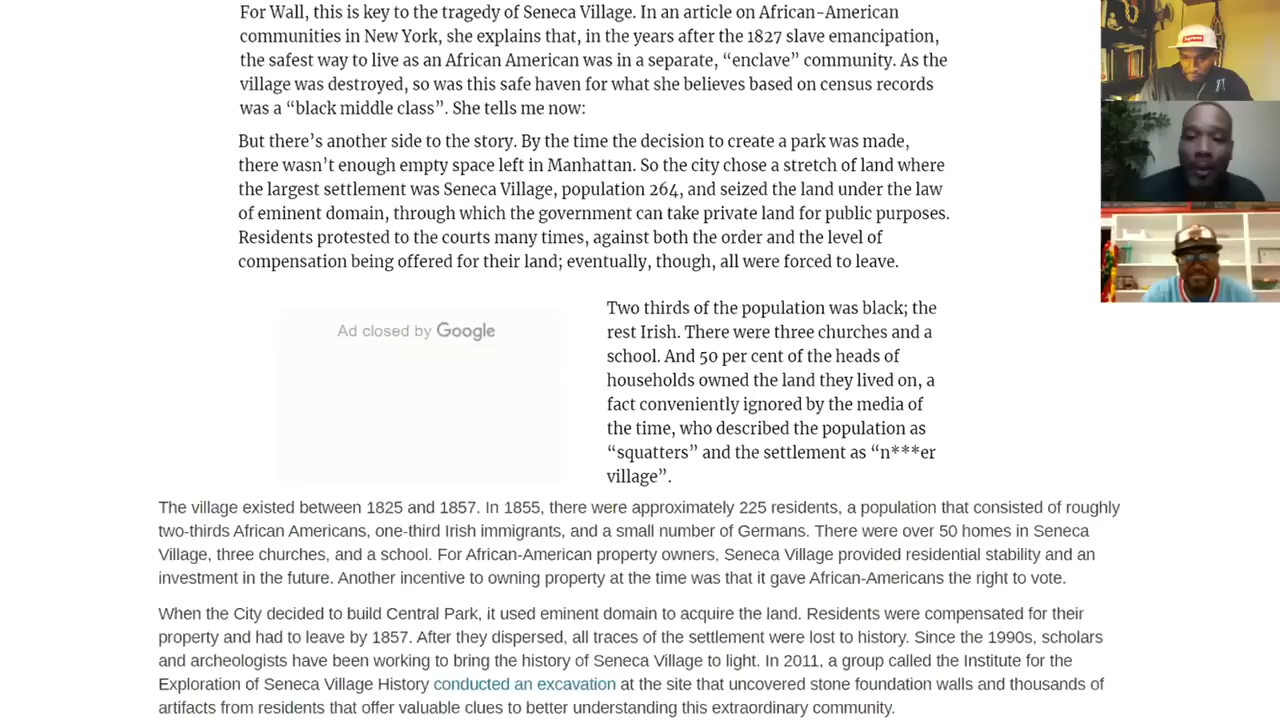 For Wall, this is key to the tragedy of Seneca Village. In an article on African-American
communities in New York, she explains that, in the years after the 1827 slave emancipation,
the safest way to live as an African American was in a separate, “enclave” community. As the
village was destroyed, so was this safe haven for what she believes based on census records
was a “black middle class”. She tells me now:
But there’s another side to the story. By the time the decision to create a park was made,
there wasn’t enough empty space left in Manhattan. So the city chose a stretch of land where
the largest settlement was Seneca Village, population 264, and seized the land under the law
of eminent domain, through which the government can take private land for public purposes.
Residents protested to the courts many times, against both the order and the level of
compensation being offered for their land; eventually, though, all were forced to leave.
Ad closed by Google
Two thirds of the population was black; the
rest Irish. There were three churches and a
school. And 50 per cent of the heads of
households owned the land they lived on, a
fact conveniently ignored by the media of
the time, who described the population as
“squatters” and the settlement as “n***er
village”.
The village existed between 1825 and 1857. In 1855, there were approximately 225 residents, a population that consisted of roughly
two-thirds African Americans, one-third Irish immigrants, and a small number of Germans. There were over 50 homes in Seneca
Village, three churches, and a school. For African-American property owners, Seneca Village provided residential stability and an
investment in the future. Another incentive to owning property at the time was that it gave African-Americans the right to vote.
When the City decided to build Central Park, it used eminent domain to acquire the land. Residents were compensated for their
property and had to leave by 1857. After they dispersed, all traces of the settlement were lost to history. Since the 1990s, scholars
and archeologists have been working to bring the history of Seneca Village to light. In 2011, a group called the Institute for the
Exploration of Seneca Village History conducted an excavation at the site that uncovered stone foundation walls and thousands of
artifacts from residents that offer valuable clues to better understanding this extraordinary community.
Supreme